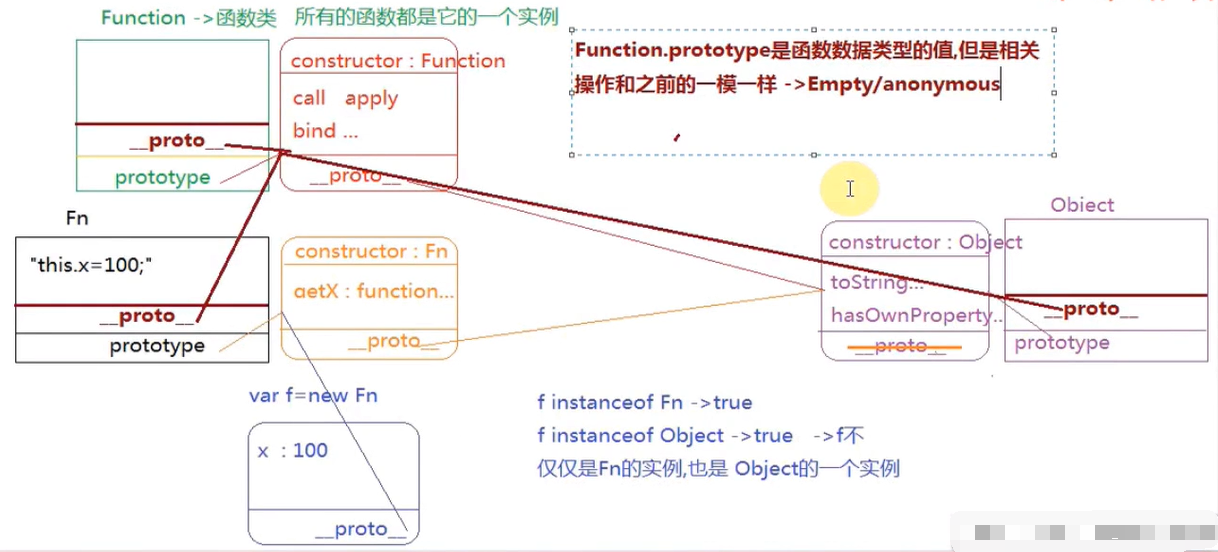 Function ->函数类 所有的函数都是它的一个实例
constructor : Function
call apply
bind ...
__proto__
__proto__
prototype
Function.prototype是函数数据类型的值,但是相关
操作和之前的一模一样 ->Empty/anonymous
Fn
"this.x=100;"
__proto__
prototype
constructor : Fn
getX : function...
__proto__
Object
constructor : Object
toString...
hasOwnProperty..
__proto__
__proto__
prototype
var f=new Fn
x : 100
__proto__
f instanceof Fn ->true
f instanceof Object ->true ->f不
仅仅是Fn的实例,也是 Object的一个实例